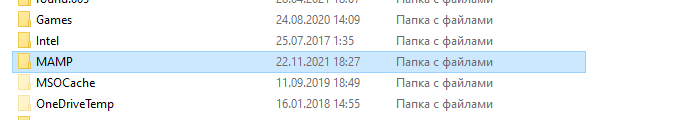 Games 24.08.2020 14:09 Папка с файлами
Intel 25.07.2017 1:35 Папка с файлами
MAMP 22.11.2021 18:27 Папка с файлами
MSOCache 11.09.2019 18:49 Папка с файлами
OneDriveTemp 16.01.2018 14:55 Папка с файлами